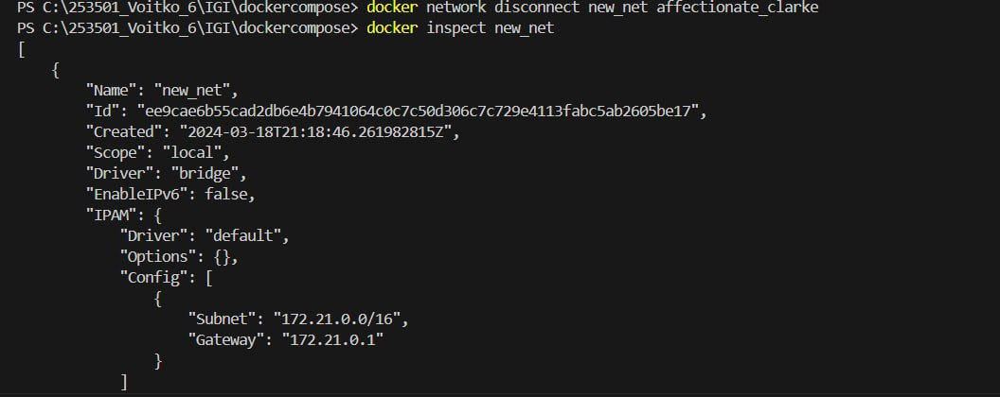 PS C:\253501_Voitko_6\IGI\dockercompose> docker network disconnect new_net affectionate_clarke
PS C:\253501_Voitko_6\IGI\dockercompose> docker inspect new_net
[
    {
        "Name": "new_net",
        "Id": "ee9cae6b55cad2db6e4b7941064c0c7c50d306c7c729e4113fabc5ab2605be17",
        "Created": "2024-03-18T21:18:46.261982815Z",
        "Scope": "local",
        "Driver": "bridge",
        "EnableIPv6": false,
        "IPAM": {
            "Driver": "default",
            "Options": {},
            "Config": [
                {
                    "Subnet": "172.21.0.0/16",
                    "Gateway": "172.21.0.1"
                }
            ]